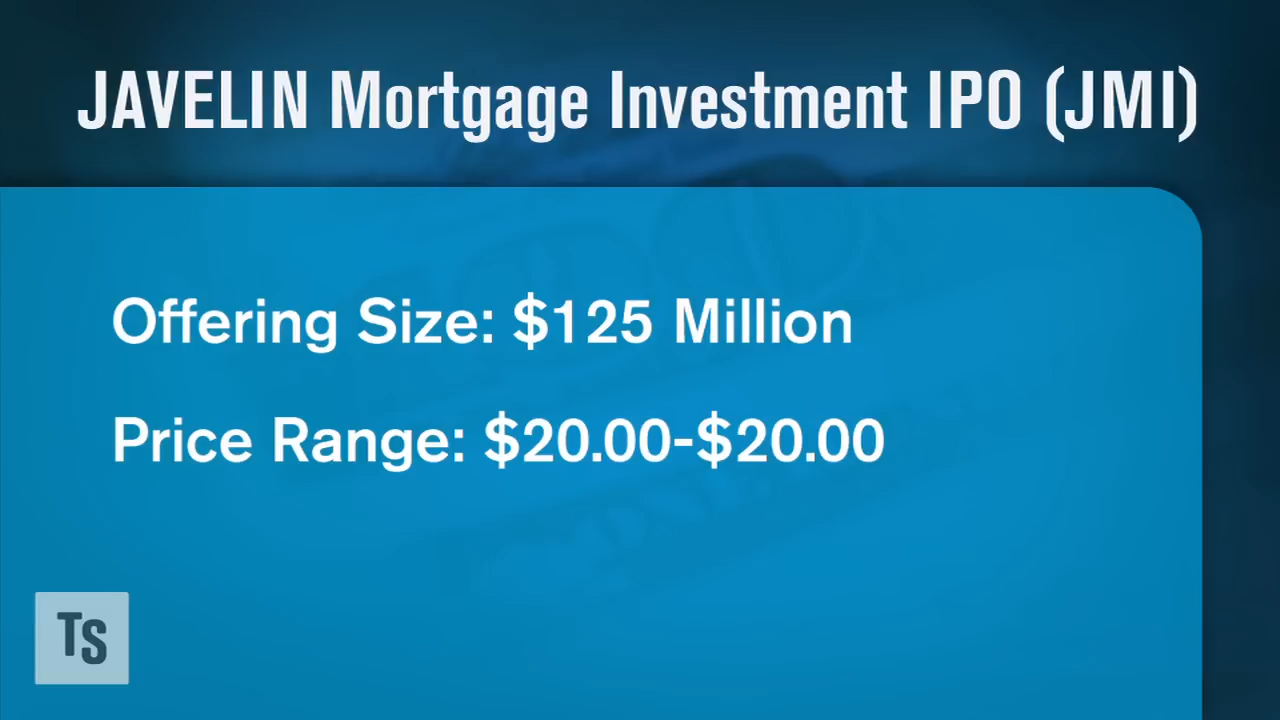 JAVELIN Mortgage Investment IPO (JMI)
Offering Size: $125 Million
Price Range: $20.00-$20.00
TS